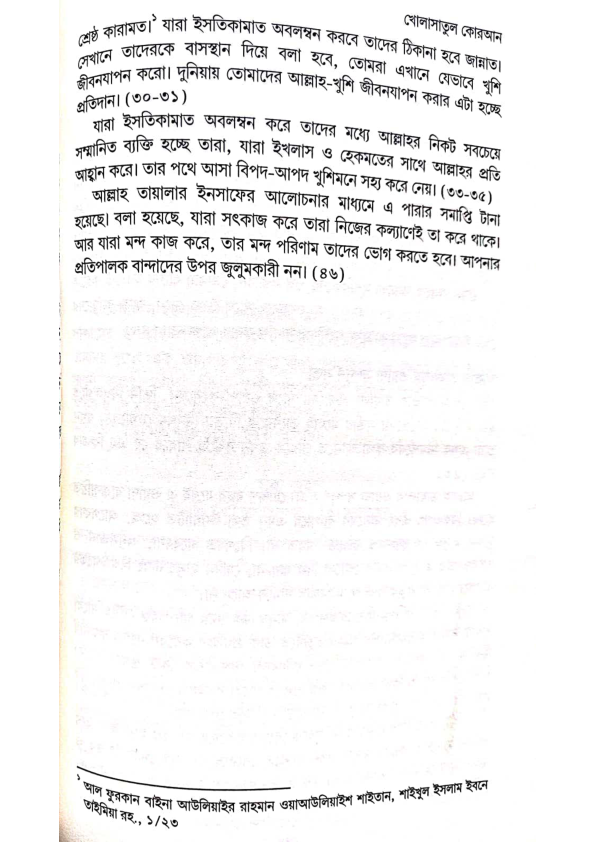 খোলাসাতুল কোরআন
শ্রেষ্ঠ কারামত।১ যারা ইসতিকামাত অবলম্বন করবে তাদের ঠিকানা হবে জান্নাত।
সেখানে তাদেরকে বাসস্থান দিয়ে বলা হবে, তোমরা এখানে যেভাবে খুশি
জীবনযাপন করো। দুনিয়ায় তোমাদের আল্লাহ-খুশি জীবনযাপন করার এটা হচ্ছে
প্রতিদান। (৩০-৩১)
যারা ইসতিকামাত অবলম্বন করে তাদের মধ্যে আল্লাহর নিকট সবচেয়ে
সম্মানিত ব্যক্তি হচ্ছে তারা, যারা ইখলাস ও হেকমতের সাথে আল্লাহর প্রতি
আহ্বান করে। তার পথে আসা বিপদ-আপদ খুশিমনে সহ্য করে নেয়। (৩৩-৩৫)
আল্লাহ তায়ালার ইনসাফের আলোচনার মাধ্যমে এ পারার সমাপ্তি টানা
হয়েছে। বলা হয়েছে, যারা সৎকাজ করে তারা নিজের কল্যাণেই তা করে থাকে।
আর যারা মন্দ কাজ করে, তার মন্দ পরিণাম তাদের ভোগ করতে হবে। আপনার
প্রতিপালক বান্দাদের উপর জুলুমকারী নন। (৪৬)
১ আল ফুরকান বাইনা আউলিয়াইর রাহমান ওয়াআউলিয়াইশ শাইতান, শাইখুল ইসলাম ইবনে
তাইমিয়া রহ., ১/২৩